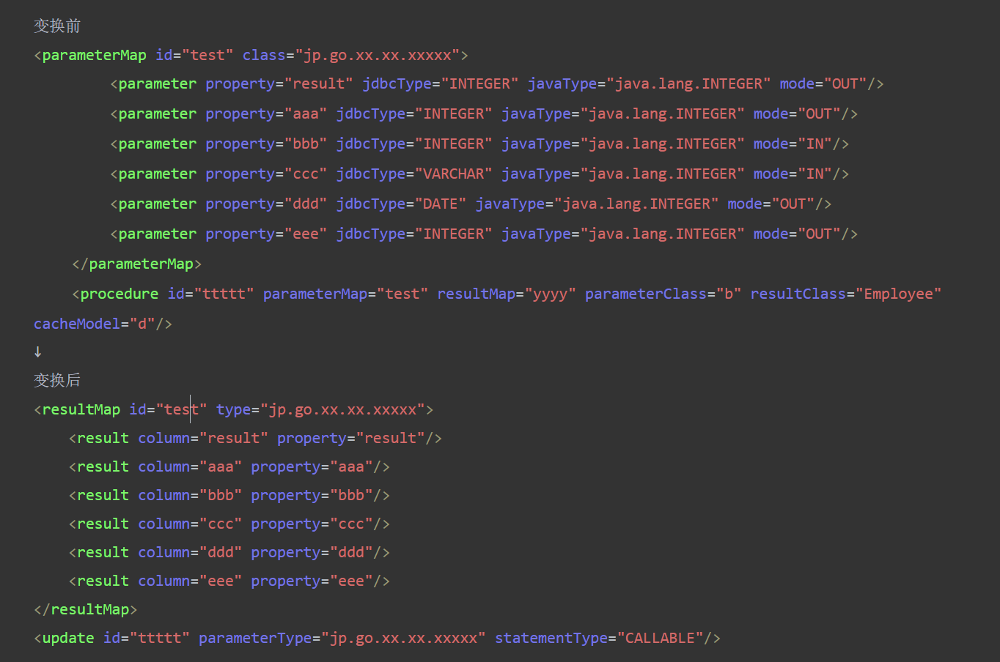 变换前
<parameterMap id="test" class="jp.go.xx.xx.xxxxx">
<parameter property="result" jdbcType="INTEGER" javaType="java.lang.INTEGER" mode="OUT"/>
<parameter property="aaa" jdbcType="INTEGER" javaType="java.lang.INTEGER" mode="OUT"/>
<parameter property="bbb" jdbcType="INTEGER" javaType="java.lang.INTEGER" mode="IN"/>
<parameter property="ccc" jdbcType="VARCHAR" javaType="java.lang.INTEGER" mode="IN"/>
<parameter property="ddd" jdbcType="DATE" javaType="java.lang.INTEGER" mode="OUT"/>
<parameter property="eee" jdbcType="INTEGER" javaType="java.lang.INTEGER" mode="OUT"/>
</parameterMap>
<procedure id="ttttt" parameterMap="test" resultMap="yyyy" parameterClass="b" resultClass="Employee"
cacheModel="d"/>
↓
变换后
<resultMap id="test" type="jp.go.xx.xx.xxxxx">
<result column="result" property="result"/>
<result column="aaa" property="aaa"/>
<result column="bbb" property="bbb"/>
<result column="ccc" property="ccc"/>
<result column="ddd" property="ddd"/>
<result column="eee" property="eee"/>
</resultMap>
<update id="ttttt" parameterType="jp.go.xx.xx.xxxxx" statementType="CALLABLE"/>